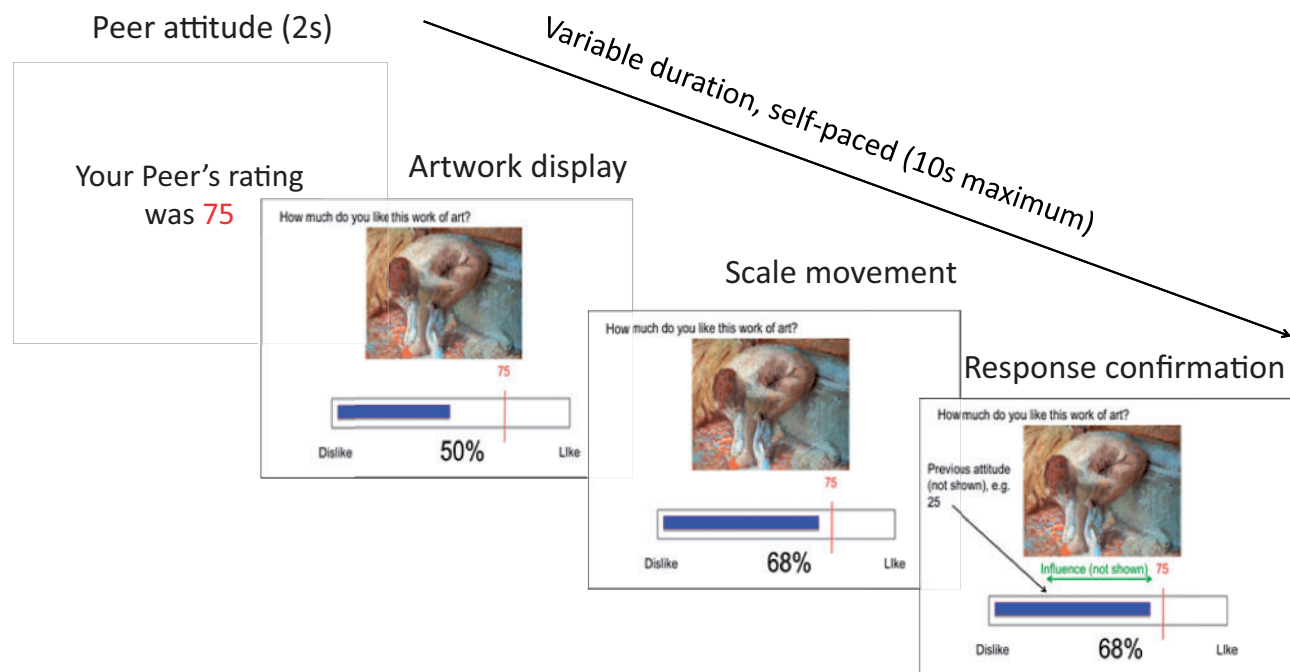 Peer attitude (2s)
Variable duration, self-paced (10s maximum)
Your Peer's rating
was 75
Artwork display
How much do you like this work of art?
75
50%
Dislike
LIke
Scale movement
How much do you like this work of art?
75
68%
Dislike
LIke
Response confirmation
How much do you like this work of art?
Previous attitude
(not shown), e.g.
25
Influence (not shown)
75
68%
Dislike
LIke